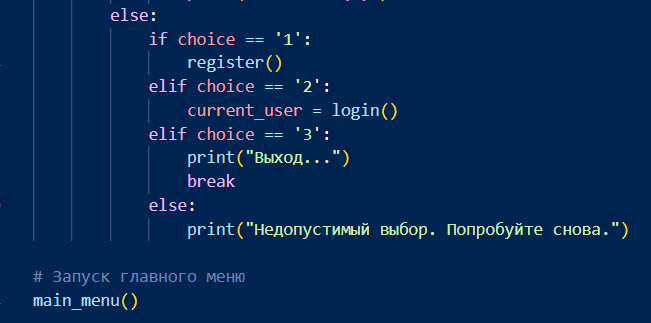 else:
if choice == '1':
register()
elif choice == '2':
current_user = login()
elif choice == '3':
print("Выход...")
break
else:
print("Недопустимый выбор. Попробуйте снова.")
# Запуск главного меню
main_menu()